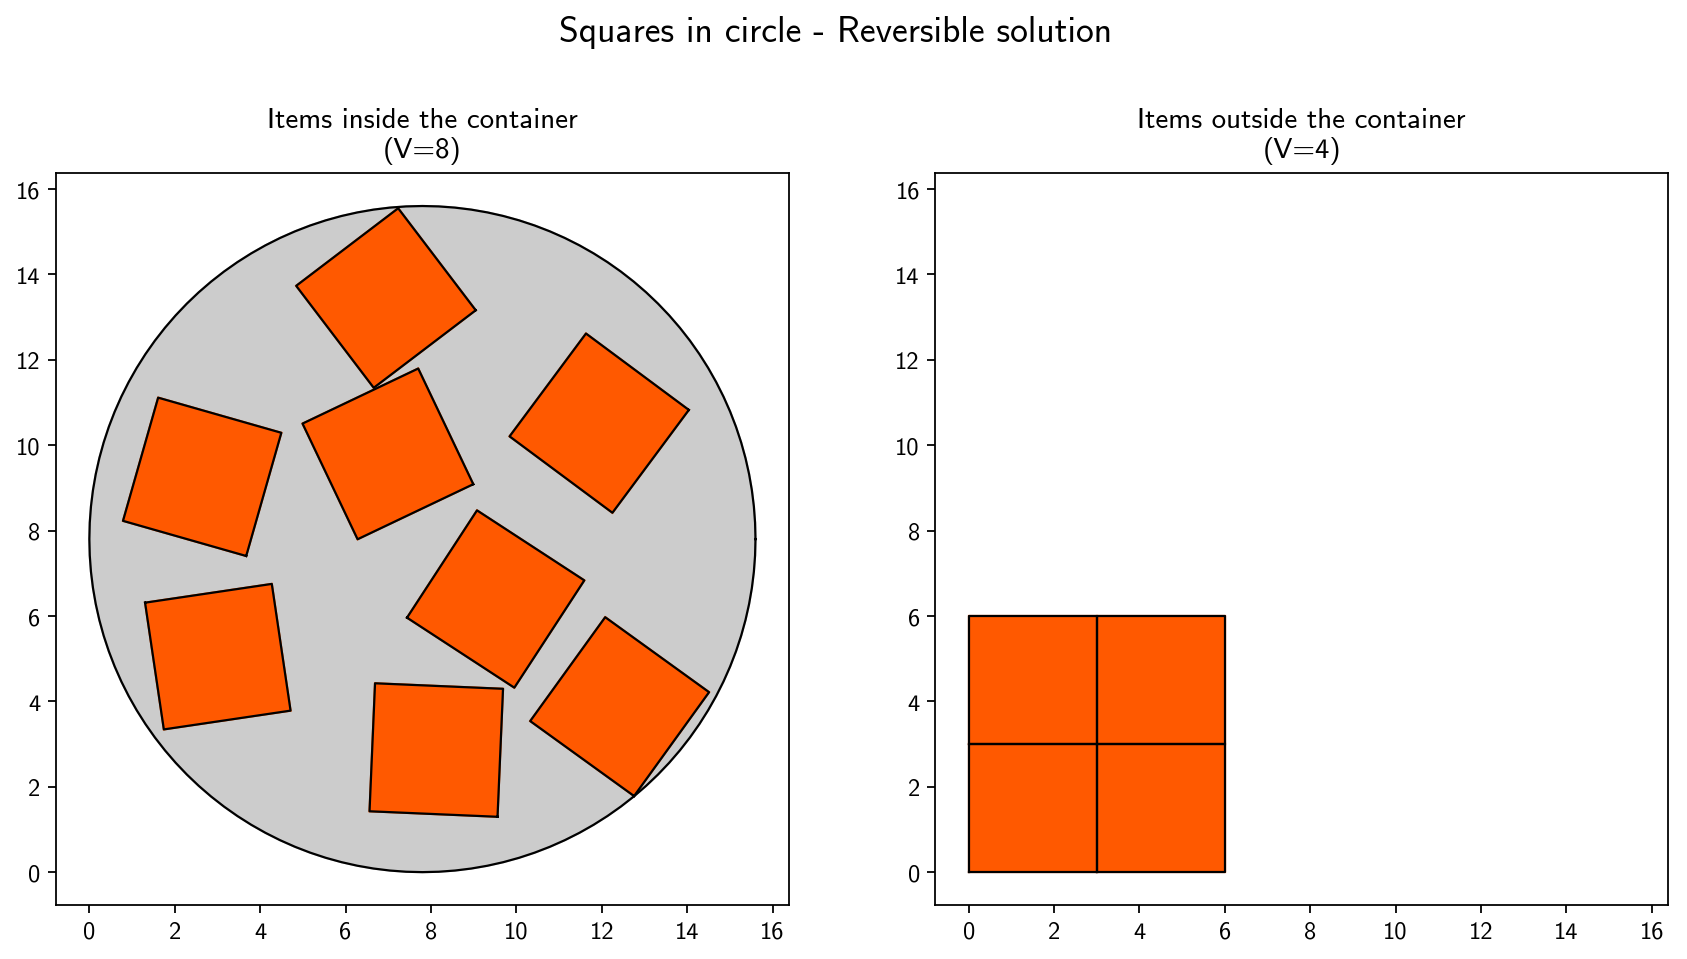 Squares in circle - Reversible solution
Items inside the container
(V=8)
16
14
12
10
8
6
4
2
0
0 2 4 6 8 10 12 14 16
Items outside the container
(V=4)
16
14
12
10
8
6
4
2
0
0 2 4 6 8 10 12 14 16